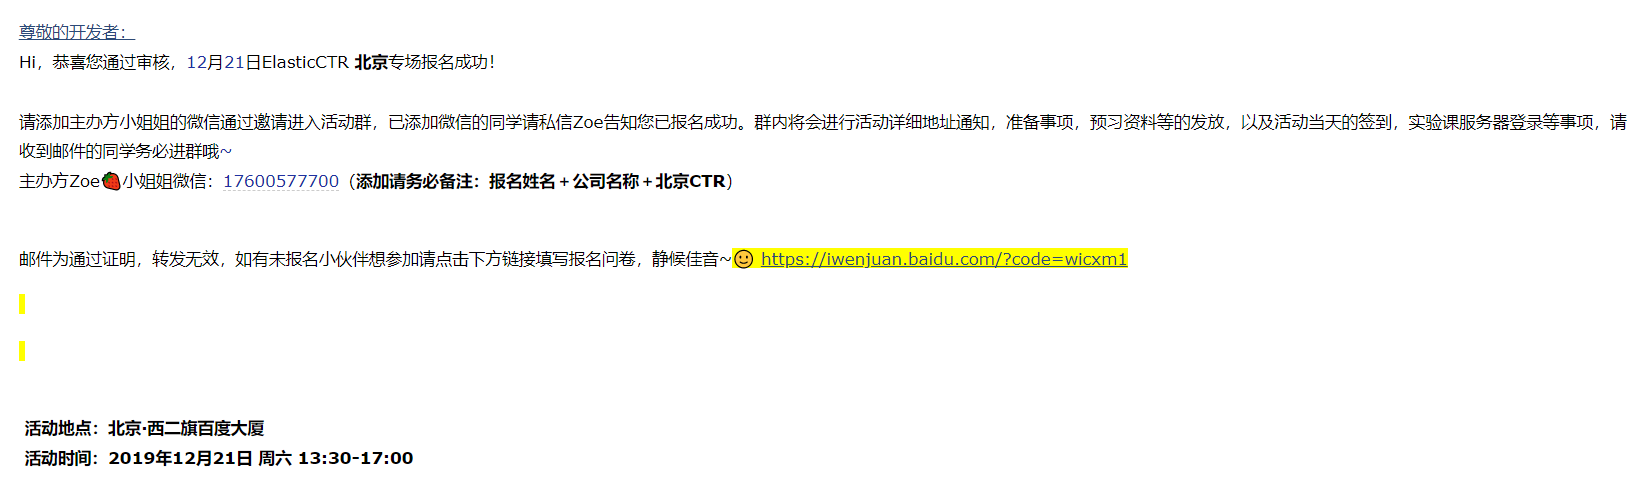 尊敬的开发者：
Hi，恭喜您通过审核，12月21日ElasticCTR 北京专场报名成功！
请添加主办方小姐姐的微信通过邀请进入活动群，已添加微信的同学请私信Zoe告知您已报名成功。群内将会进行活动详细地址通知，准备事项，预习资料等的发放，以及活动当天的签到，实验课服务器登录等事项，请
收到邮件的同学务必进群哦~
主办方Zoe🍓小姐姐微信：17600577700（添加请务必备注：报名姓名＋公司名称＋北京CTR）
邮件为通过证明，转发无效，如有未报名小伙伴想参加请点击下方链接填写报名问卷，静候佳音~☺ https://iwenjuan.baidu.com/?code=wicxm1
活动地点：北京·西二旗百度大厦
活动时间：2019年12月21日 周六 13:30-17:00